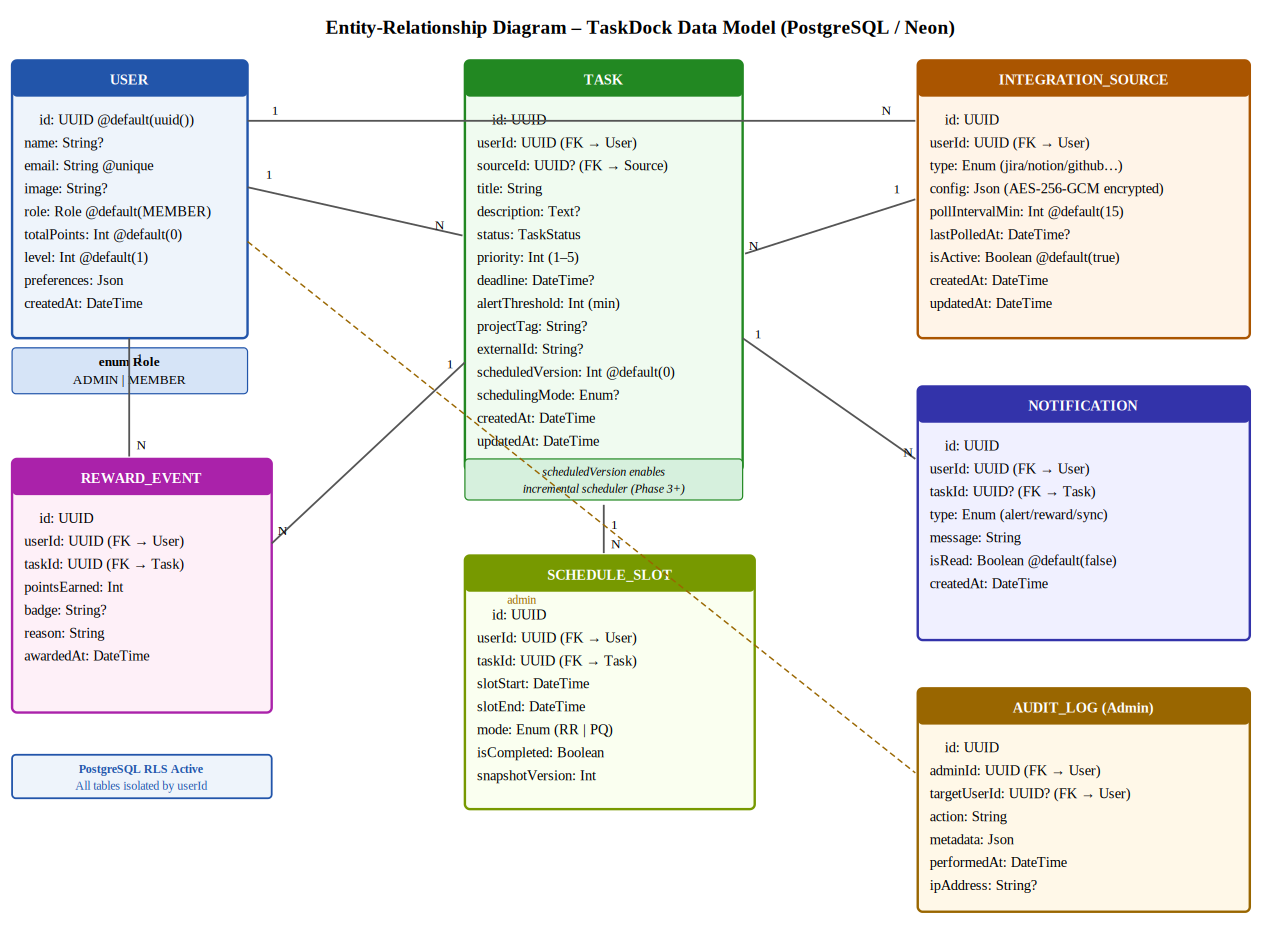 Entity-Relationship Diagram – TaskDock Data Model (PostgreSQL / Neon)
USER
id: UUID @default(uuid())
name: String?
email: String @unique
image: String?
role: Role @default(MEMBER)
totalPoints: Int @default(0)
level: Int @default(1)
preferences: Json
createdAt: DateTime
enum Role
ADMIN | MEMBER
TASK
id: UUID
userId: UUID (FK → User)
sourceId: UUID? (FK → Source)
title: String
description: Text?
status: TaskStatus
priority: Int (1–5)
deadline: DateTime?
alertThreshold: Int (min)
projectTag: String?
externalId: String?
scheduledVersion: Int @default(0)
schedulingMode: Enum?
createdAt: DateTime
updatedAt: DateTime
scheduledVersion enables
incremental scheduler (Phase 3+)
INTEGRATION_SOURCE
id: UUID
userId: UUID (FK → User)
type: Enum (jira/notion/github…)
config: Json (AES-256-GCM encrypted)
pollIntervalMin: Int @default(15)
lastPolledAt: DateTime?
isActive: Boolean @default(true)
createdAt: DateTime
updatedAt: DateTime
REWARD_EVENT
id: UUID
userId: UUID (FK → User)
taskId: UUID (FK → Task)
pointsEarned: Int
badge: String?
reason: String
awardedAt: DateTime
PostgreSQL RLS Active
All tables isolated by userId
SCHEDULE_SLOT
admin
id: UUID
userId: UUID (FK → User)
taskId: UUID (FK → Task)
slotStart: DateTime
slotEnd: DateTime
mode: Enum (RR | PQ)
isCompleted: Boolean
snapshotVersion: Int
NOTIFICATION
id: UUID
userId: UUID (FK → User)
taskId: UUID? (FK → Task)
type: Enum (alert/reward/sync)
message: String
isRead: Boolean @default(false)
createdAt: DateTime
AUDIT_LOG (Admin)
id: UUID
adminId: UUID (FK → User)
targetUserId: UUID? (FK → User)
action: String
metadata: Json
performedAt: DateTime
ipAddress: String?
1
N
1
N
1
N
1
N
1
N
1
N
1
N